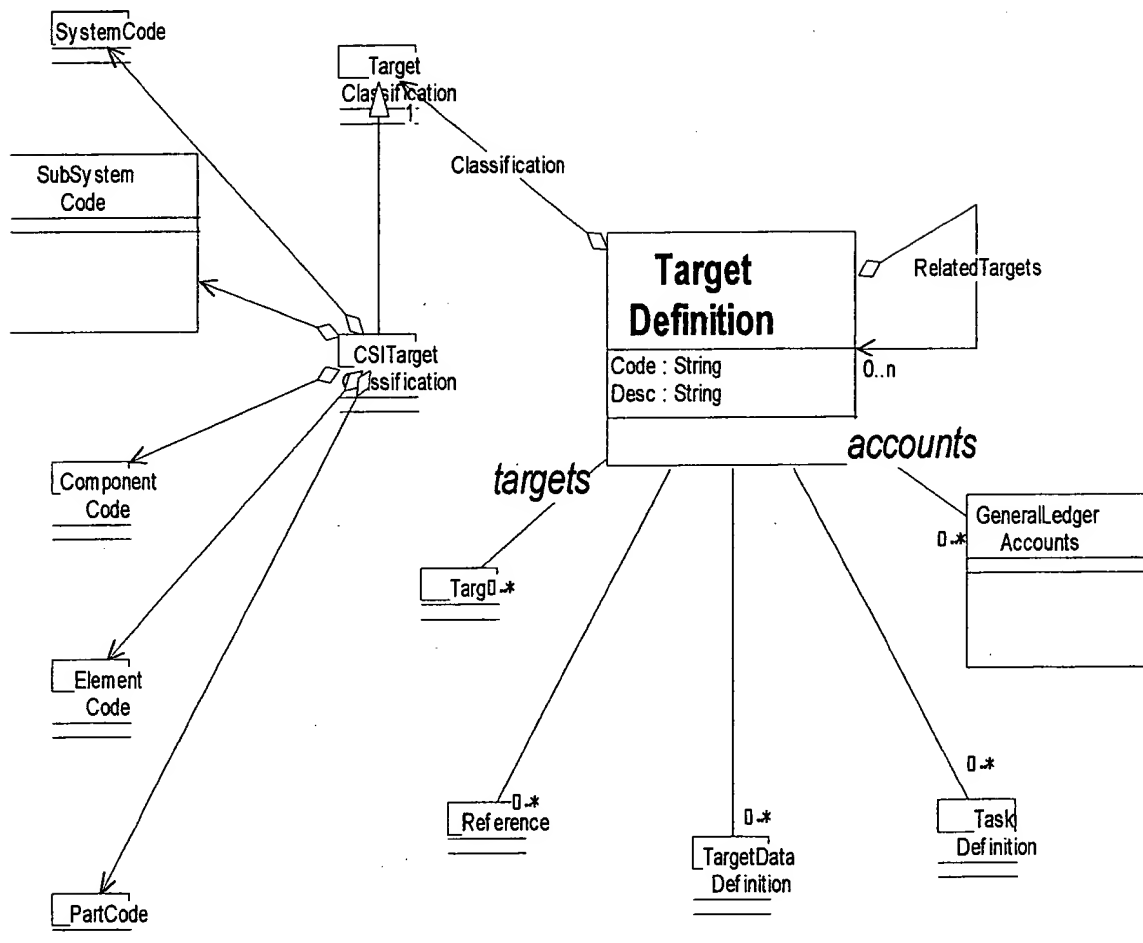 SystemCode
Target
Classification
1
Classification
SubSystem
Code
Target
Definition
RelatedTargets
Code : String
Desc : String
0..n
CSITarget
ssification
accounts
targets
Component
Code
GeneralLedger
Accounts
0..*
Targ
0..*
Element
Code
0..*
Reference
0..*
TargetData
Definition
0..*
Task
Definition
PartCode